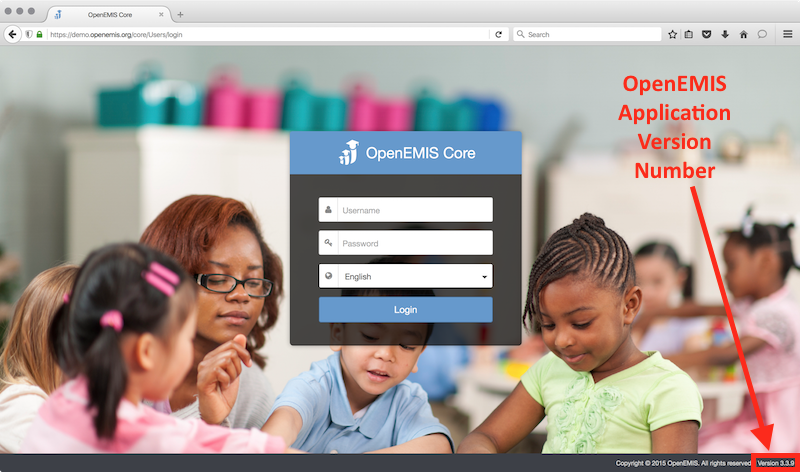 OpenEMIS Core
https://demo.openemis.org/core/Users/login
Search
OpenEMIS
Application
Version
Number
OpenEMIS Core
Username
Password
English
Login
Copyright © 2015 OpenEMIS. All rights reserved.
Version 3.3.9